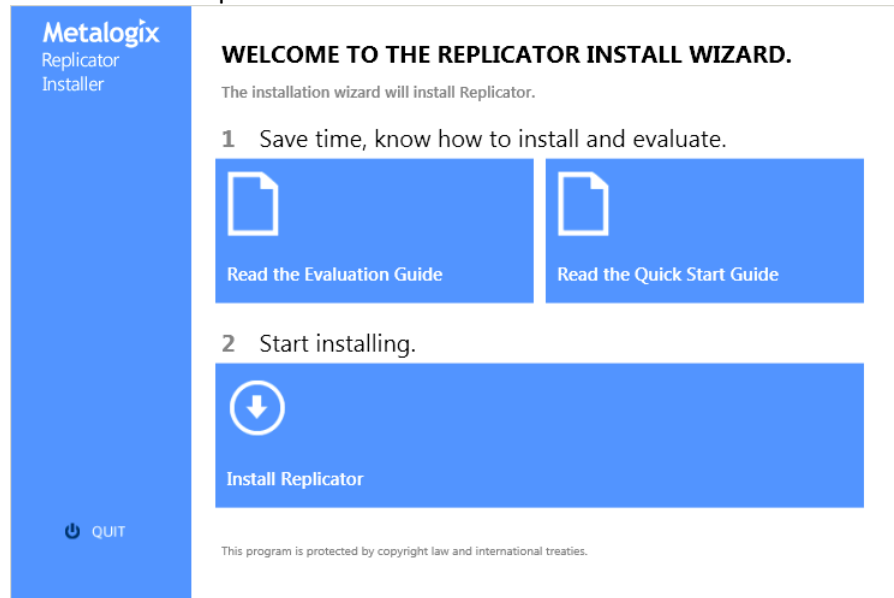 Metalogix
Replicator
Installer
WELCOME TO THE REPLICATOR INSTALL WIZARD.
The installation wizard will install Replicator.
1 Save time, know how to install and evaluate.
Read the Evaluation Guide
Read the Quick Start Guide
2 Start installing.
Install Replicator
QUIT
This program is protected by copyright law and international treaties.